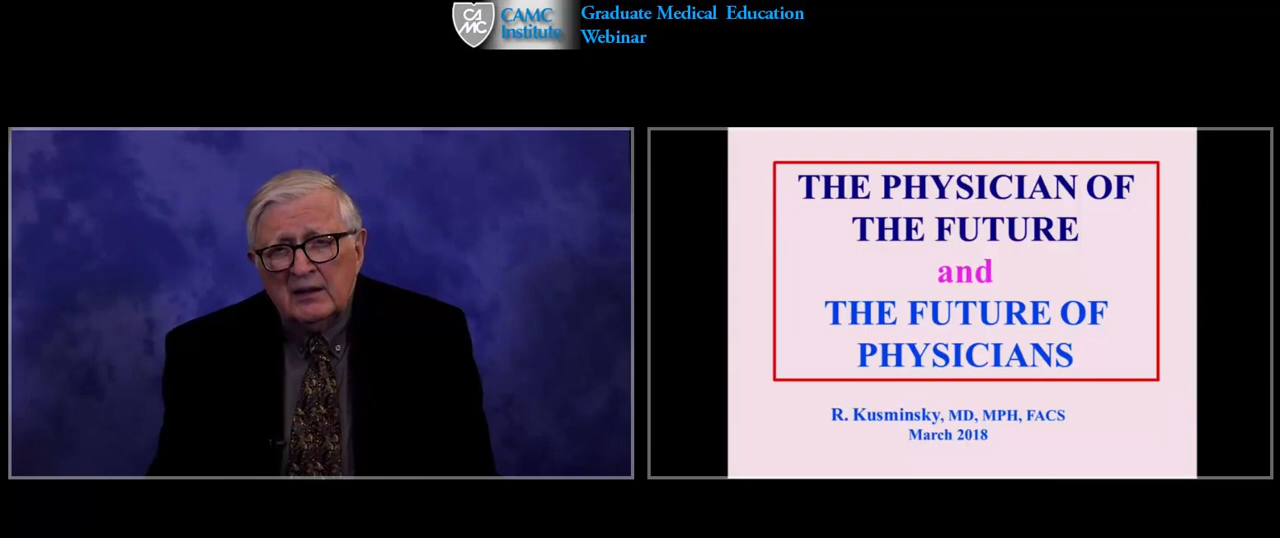 CAMC
CAMC
Institute
Graduate Medical Education
Webinar
THE PHYSICIAN OF
THE FUTURE
and
THE FUTURE OF
PHYSICIANS
R. Kusminsky, MD, MPH, FACS
March 2018